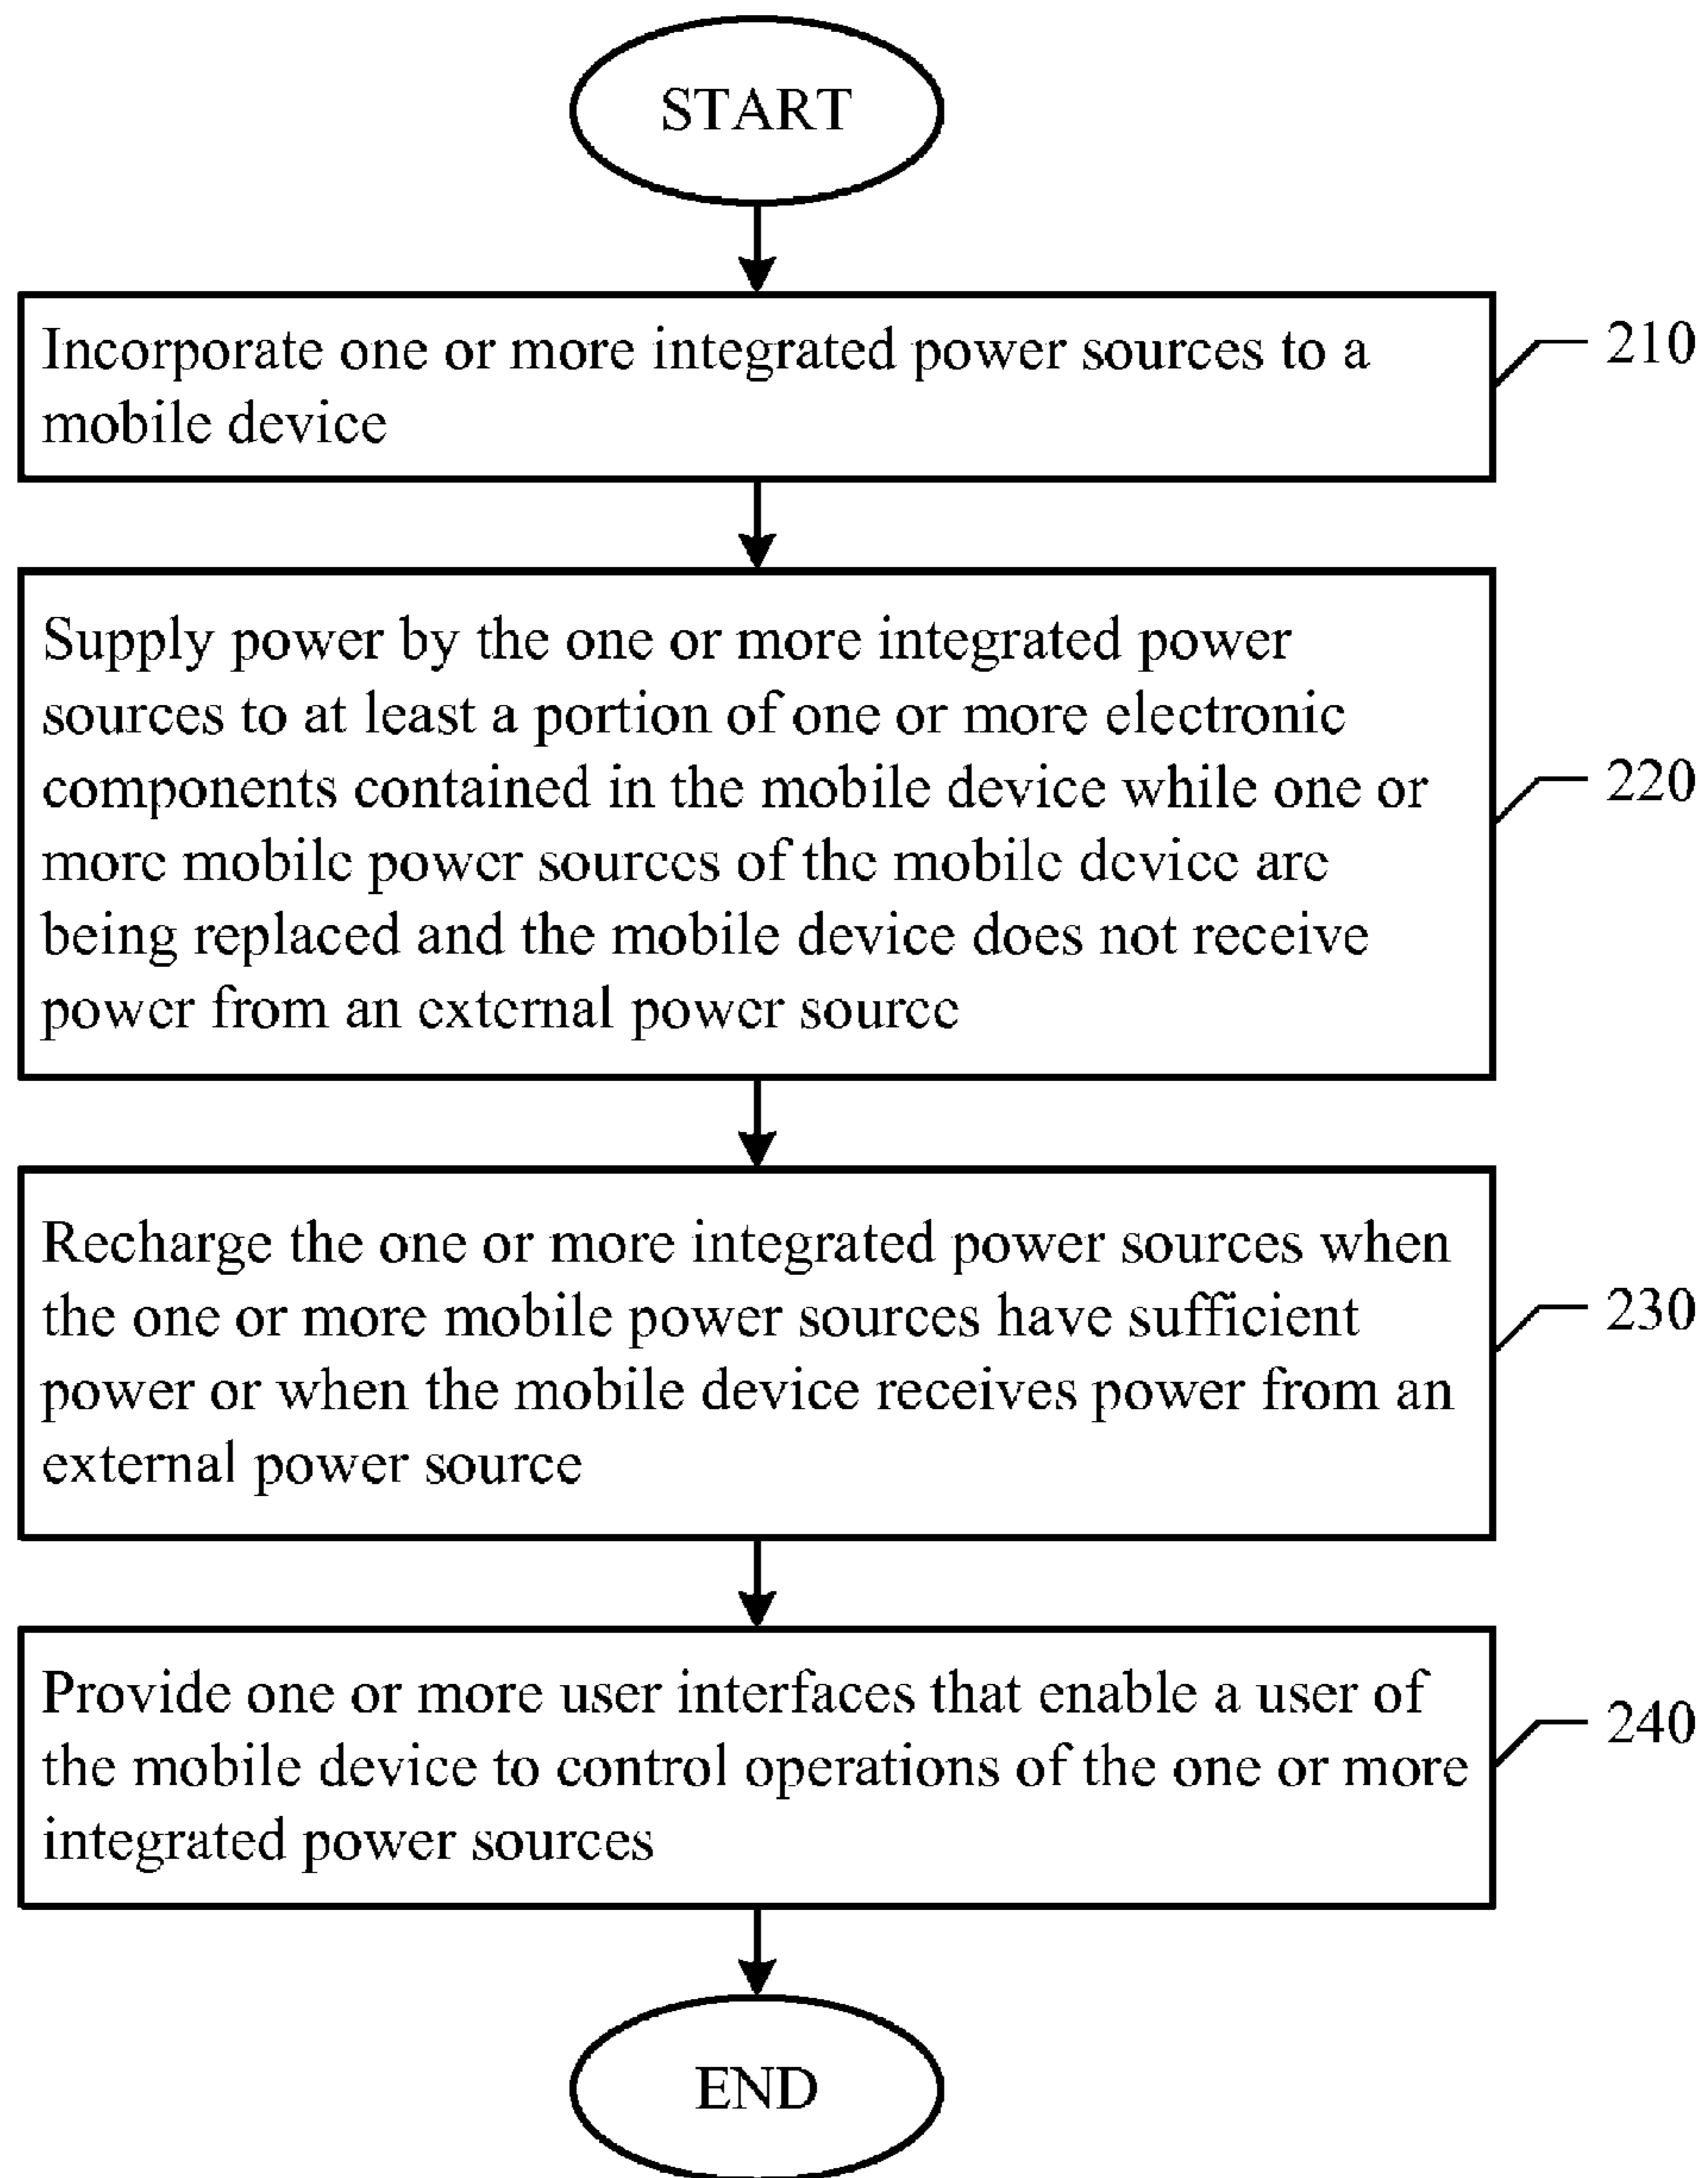 START
Incorporate one or more integrated power sources to a
mobile device
210
Supply power by the one or more integrated power
sources to at least a portion of one or more electronic
components contained in the mobile device while one or
more mobile power sources of the mobile device are
being replaced and the mobile device does not receive
power from an external power source
220
Recharge the one or more integrated power sources when
the one or more mobile power sources have sufficient
power or when the mobile device receives power from an
external power source
230
Provide one or more user interfaces that enable a user of
the mobile device to control operations of the one or more
integrated power sources
240
END